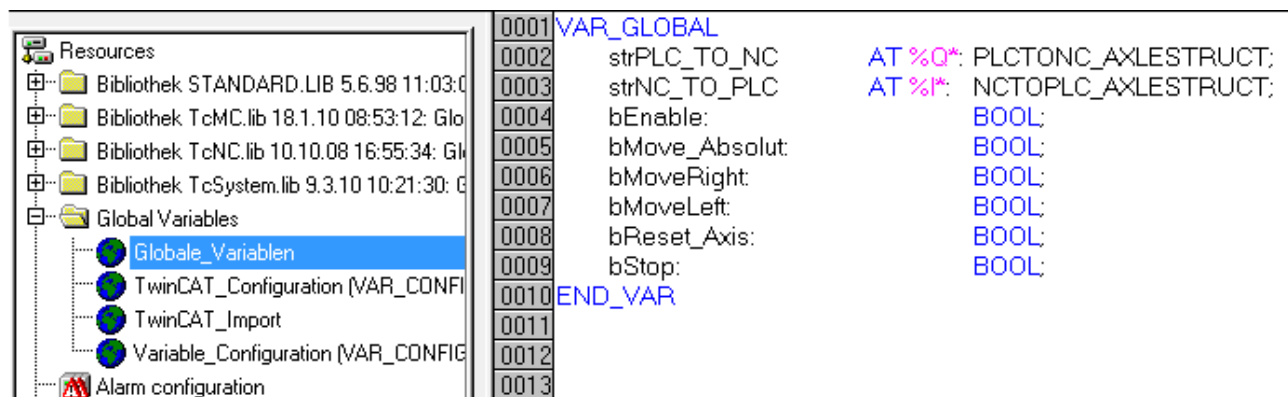 Resources
Bibliothek STANDARD.LIB 5.6.98 11:03:0
Bibliothek TcMC.lib 18.1.10 08:53:12: Glo
Bibliothek TcNC.lib 10.10.08 16:55:34: Gl
Bibliothek TcSystem.lib 9.3.10 10:21:30: G
Global Variables
Globale_Variablen
TwinCAT_Configuration (VAR_CONFI
TwinCAT_Import
Variable_Configuration (VAR_CONFIG
Alarm configuration
0001 VAR_GLOBAL
0002 strPLC_TO_NC AT %Q*: PLCTONC_AXLESTRUCT;
0003 strNC_TO_PLC AT %I*: NCTOPLC_AXLESTRUCT;
0004 bEnable: BOOL;
0005 bMove_Absolut: BOOL;
0006 bMoveRight: BOOL;
0007 bMoveLeft: BOOL;
0008 bReset_Axis: BOOL;
0009 bStop: BOOL;
0010 END_VAR
0011
0012
0013